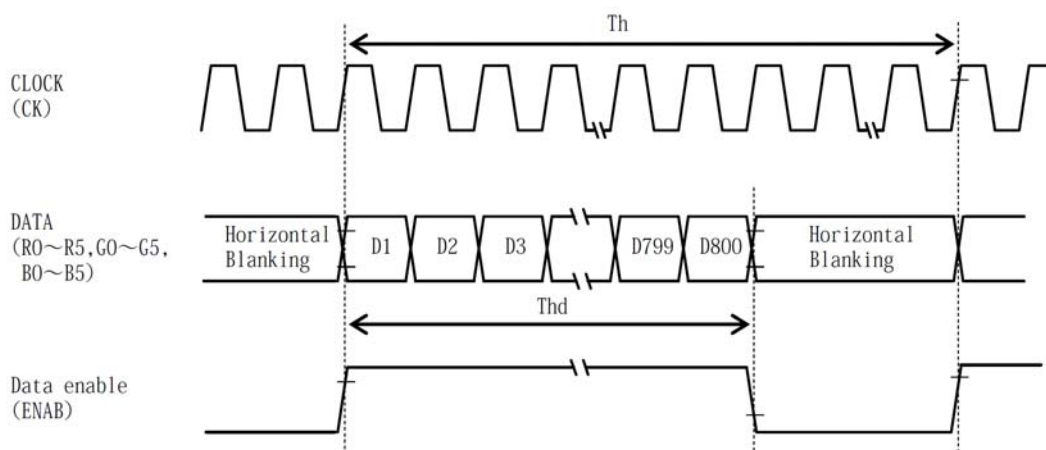 Th
CLOCK
(CK)
DATA
(R0～R5,G0～G5,
B0～B5)
Horizontal
Blanking
D1
D2
D3
D799
D800
Horizontal
Blanking
Thd
Data enable
(ENAB)